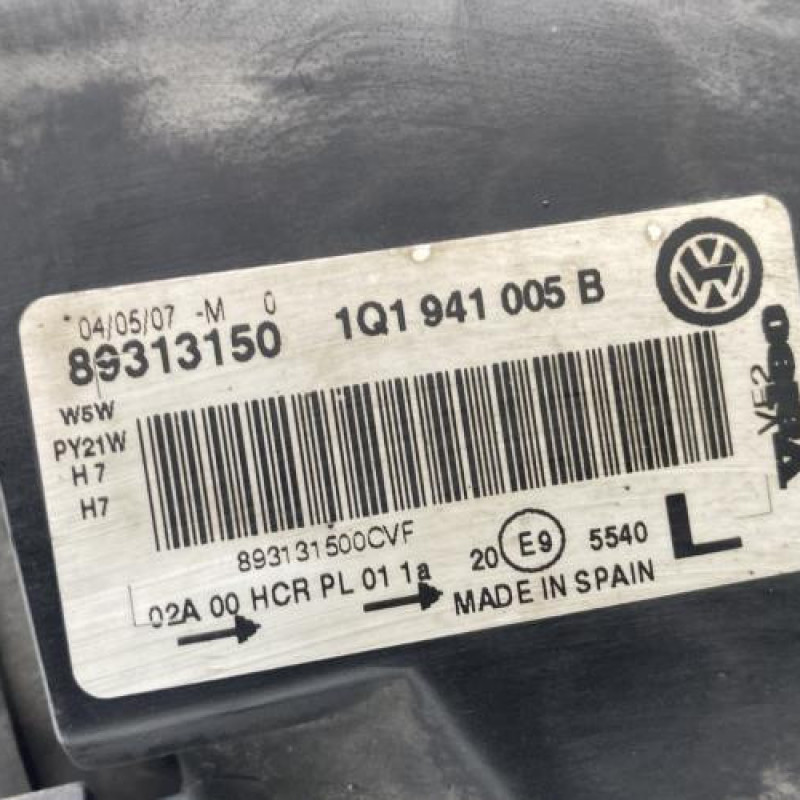 04/05/07 -M 0
89313150 1Q1 941 005 B
W5W
PY21W
H7
H7
893131500CVF
20 E9 5540 L
02A 00 HCR PL 01 1a
MADE IN SPAIN
VE2